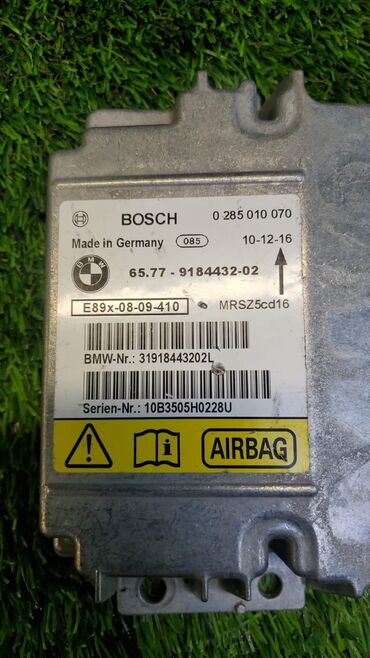 BOSCH 0 285 010 070
Made in Germany 085 10-12-16
BMW 65.77 - 9184432-02
E89x-08-09-410 MRSZ5cd16
BMW-Nr.: 31918443202L
Serien-Nr.: 10B3505H0228U
AIRBAG